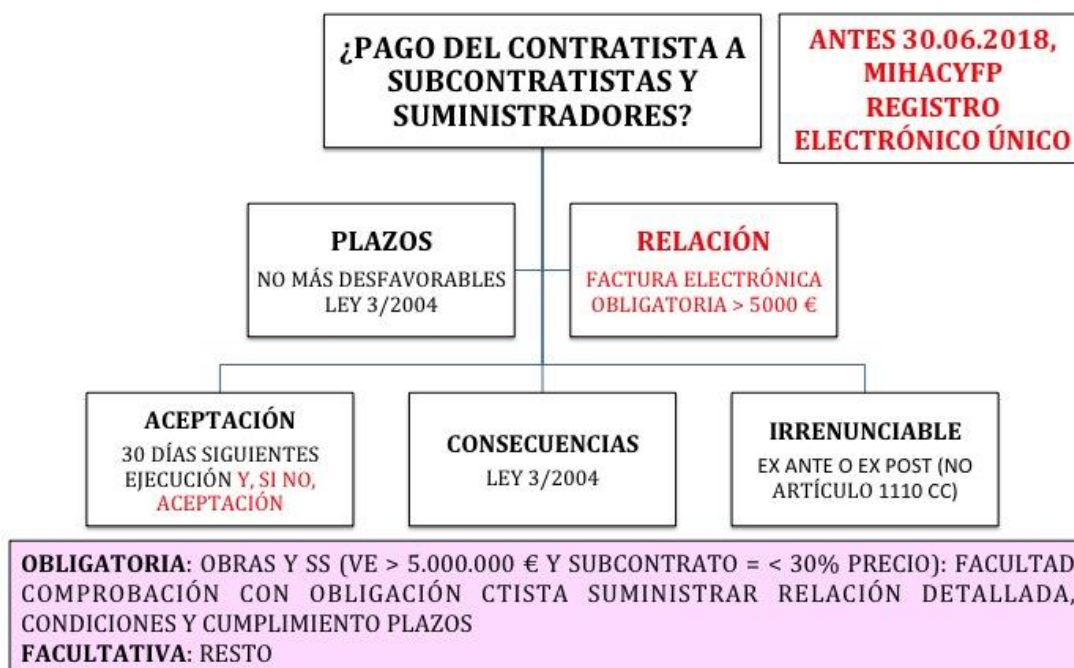 ¿PAGO DEL CONTRATISTA A
SUBCONTRATISTAS Y
SUMINISTRADORES?
ANTES 30.06.2018,
MIHACYFP
REGISTRO
ELECTRÓNICO ÚNICO
PLAZOS
NO MÁS DESFAVORABLES
LEY 3/2004
RELACIÓN
FACTURA ELECTRÓNICA
OBLIGATORIA > 5000 €
ACEPTACIÓN
30 DÍAS SIGUIENTES
EJECUCIÓN Y, SI NO,
ACEPTACIÓN
CONSECUENCIAS
LEY 3/2004
IRRENUNCIABLE
EX ANTE O EX POST (NO
ARTÍCULO 1110 CC)
OBLIGATORIA: OBRAS Y SS (VE > 5.000.000 € Y SUBCONTRATO = < 30% PRECIO): FACULTAD
COMPROBACIÓN CON OBLIGACIÓN CTISTA SUMINISTRAR RELACIÓN DETALLADA,
CONDICIONES Y CUMPLIMIENTO PLAZOS
FACULTATIVA: RESTO